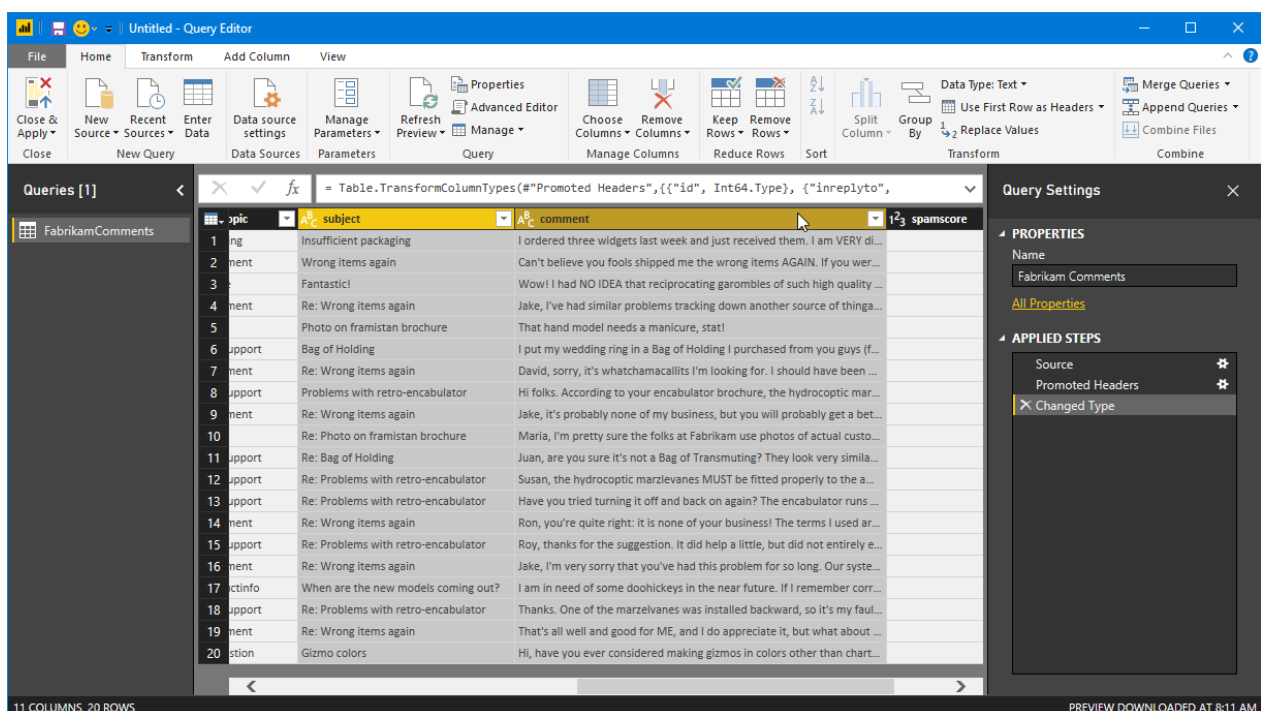 Untitled - Query Editor
File Home Transform Add Column View
Close & Apply New Source Recent Sources Enter Data Data source settings Manage Parameters Refresh Preview Properties Advanced Editor Manage Choose Columns Remove Columns Keep Rows Remove Rows Split Column Group By Data Type: Text Use First Row as Headers Replace Values Merge Queries Append Queries Combine Files
Close New Query Data Sources Parameters Query Manage Columns Reduce Rows Sort Transform Combine
Queries [1]
FabrikamComments
fx = Table.TransformColumnTypes(#"Promoted Headers",{{"id", Int64.Type}, {"inreplyto",
opic ABC subject ABC comment 123 spamscore
1 ing Insufficient packaging I ordered three widgets last week and just received them. I am VERY di...
2 ment Wrong items again Can't believe you fools shipped me the wrong items AGAIN. If you wer...
3 Fantastic! Wow! I had NO IDEA that reciprocating garombles of such high quality ...
4 ment Re: Wrong items again Jake, I've had similar problems tracking down another source of thinga...
5 Photo on framistan brochure That hand model needs a manicure, stat!
6 upport Bag of Holding I put my wedding ring in a Bag of Holding I purchased from you guys (f...
7 ment Re: Wrong items again David, sorry, it's whatchamacallits I'm looking for. I should have been ...
8 upport Problems with retro-encabulator Hi folks. According to your encabulator brochure, the hydrocoptic mar...
9 ment Re: Wrong items again Jake, it's probably none of my business, but you will probably get a bet...
10 Re: Photo on framistan brochure Maria, I'm pretty sure the folks at Fabrikam use photos of actual custo...
11 upport Re: Bag of Holding Juan, are you sure it's not a Bag of Transmuting? They look very simila...
12 upport Re: Problems with retro-encabulator Susan, the hydrocoptic marzlevanes MUST be fitted properly to the a...
13 upport Re: Problems with retro-encabulator Have you tried turning it off and back on again? The encabulator runs ...
14 ment Re: Wrong items again Ron, you're quite right: it is none of your business! The terms I used ar...
15 upport Re: Problems with retro-encabulator Roy, thanks for the suggestion. It did help a little, but did not entirely e...
16 ment Re: Wrong items again Jake, I'm very sorry that you've had this problem for so long. Our syste...
17 ctinfo When are the new models coming out? I am in need of some doohickeys in the near future. If I remember corr...
18 upport Re: Problems with retro-encabulator Thanks. One of the marzelvanes was installed backward, so it's my faul...
19 ment Re: Wrong items again That's all well and good for ME, and I do appreciate it, but what about ...
20 stion Gizmo colors Hi, have you ever considered making gizmos in colors other than chart...
Query Settings
PROPERTIES
Name
Fabrikam Comments
All Properties
APPLIED STEPS
Source
Promoted Headers
Changed Type
11 COLUMNS, 20 ROWS
PREVIEW DOWNLOADED AT 8:11 AM